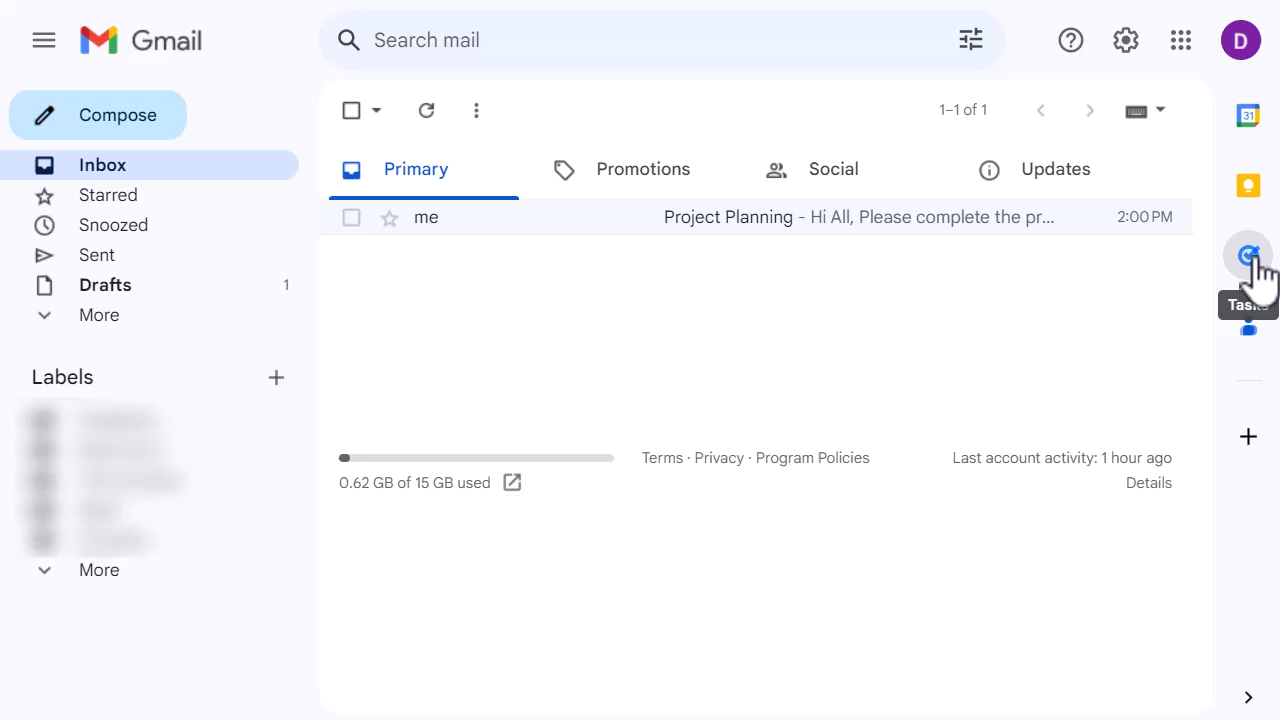 Gmail
Search mail
Compose
1–1 of 1
31
D
Inbox
Starred
Snoozed
Sent
Drafts 1
More
Labels
More
Primary
Promotions
Social
Updates
me Project Planning - Hi All, Please complete the pr... 2:00 PM
0.62 GB of 15 GB used
Terms · Privacy · Program Policies
Last account activity: 1 hour ago
Details